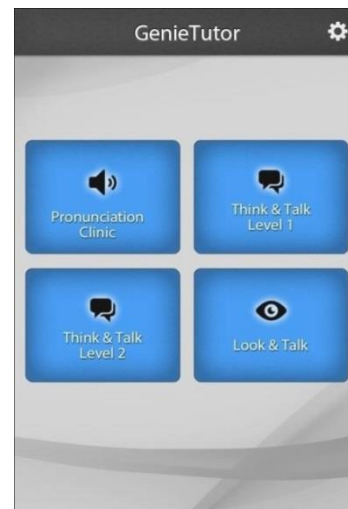 GenieTutor
Pronunciation
Clinic
Think & Talk
Level 1
Think & Talk
Level 2
Look & Talk